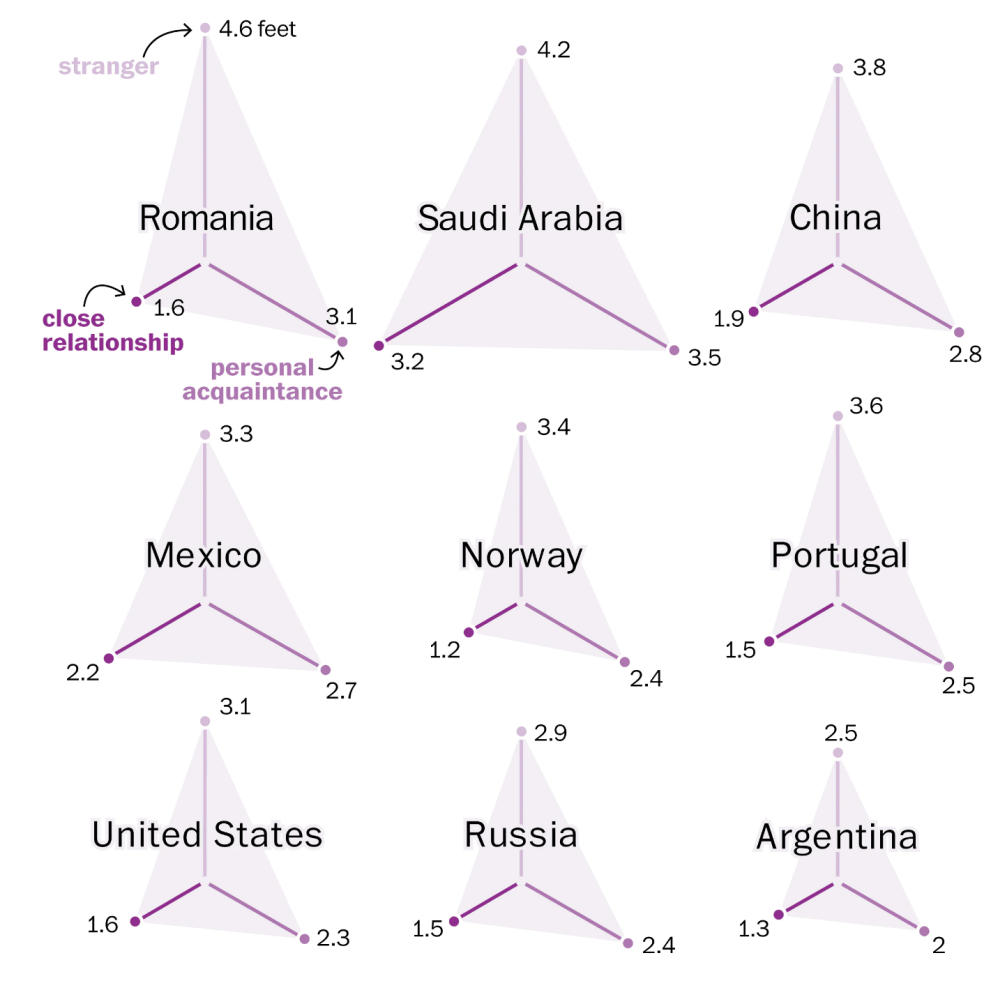 4.6 feet
stranger
Romania
1.6
close
relationship
3.1
personal
acquaintance
4.2
Saudi Arabia
3.2
3.5
3.8
China
1.9
2.8
3.3
Mexico
2.2
2.7
3.4
Norway
1.2
2.4
3.6
Portugal
1.5
2.5
3.1
United States
1.6
2.3
2.9
Russia
1.5
2.4
2.5
Argentina
1.3
2